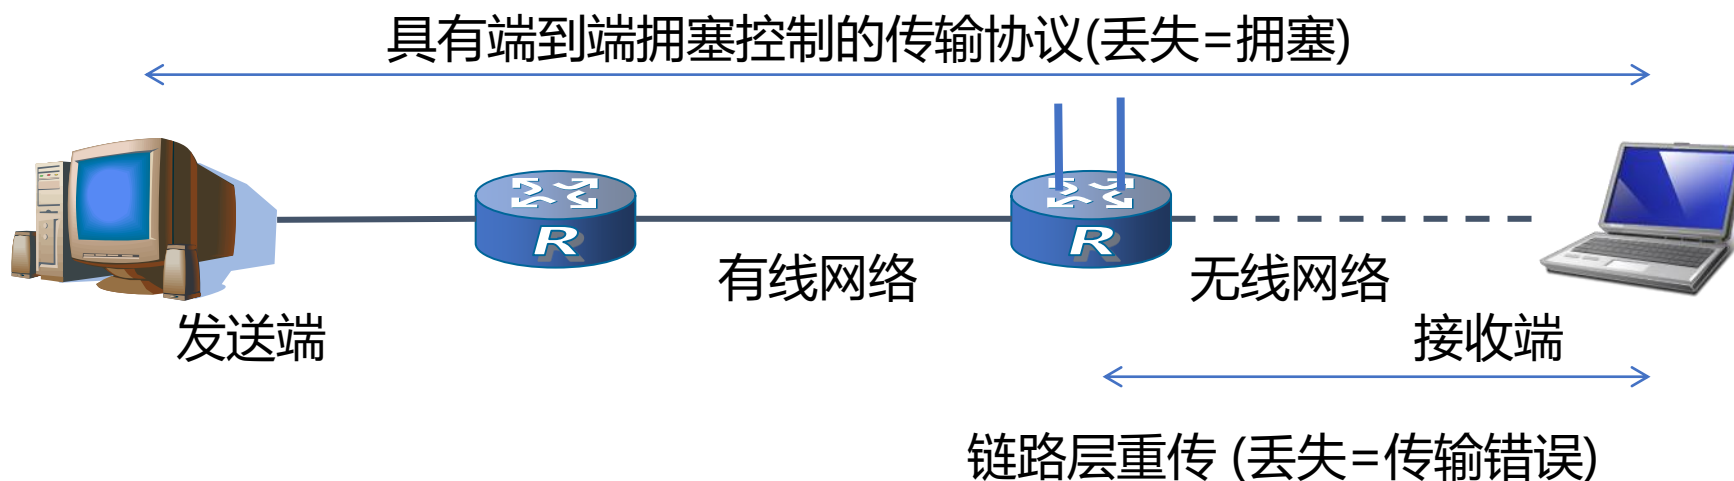 具有端到端拥塞控制的传输协议(丢失=拥塞)
R
R
有线网络
无线网络
发送端
接收端
链路层重传 (丢失=传输错误)